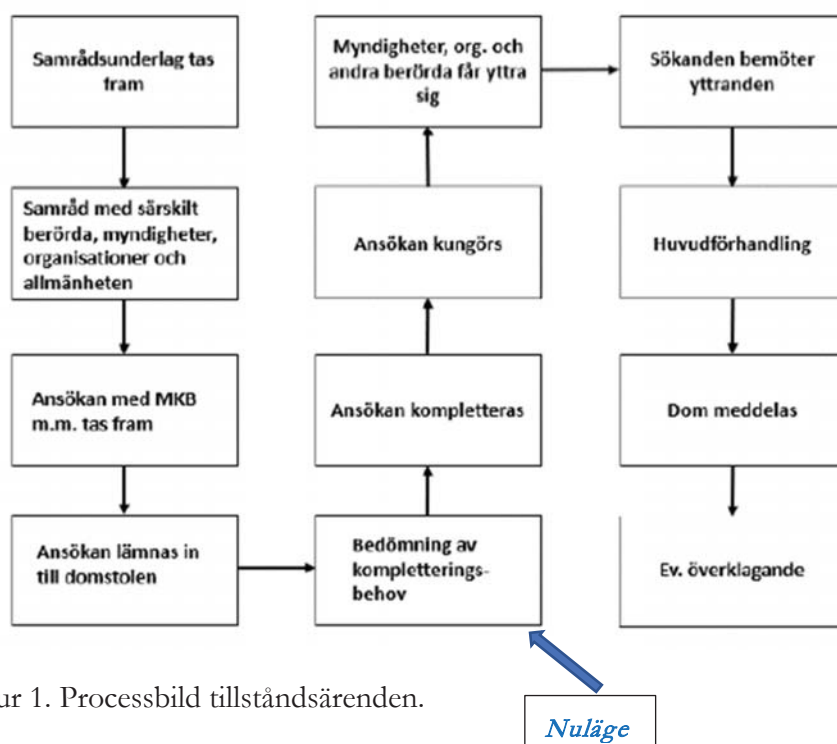 Samrådsunderlag tas
fram
Samråd med särskilt
berörda, myndigheter,
organisationer och
allmänheten
Ansökan med MKB
m.m. tas fram
Ansökan lämnas in
till domstolen
Bedömning av
kompletterings-
behov
Ansökan kompletteras
Ansökan kungörs
Myndigheter, org. och
andra berörda får yttra
sig
Sökanden bemöter
yttranden
Huvudförhandling
Dom meddelas
Ev. överklagande
ur 1. Processbild tillståndsärenden.
Nuläge